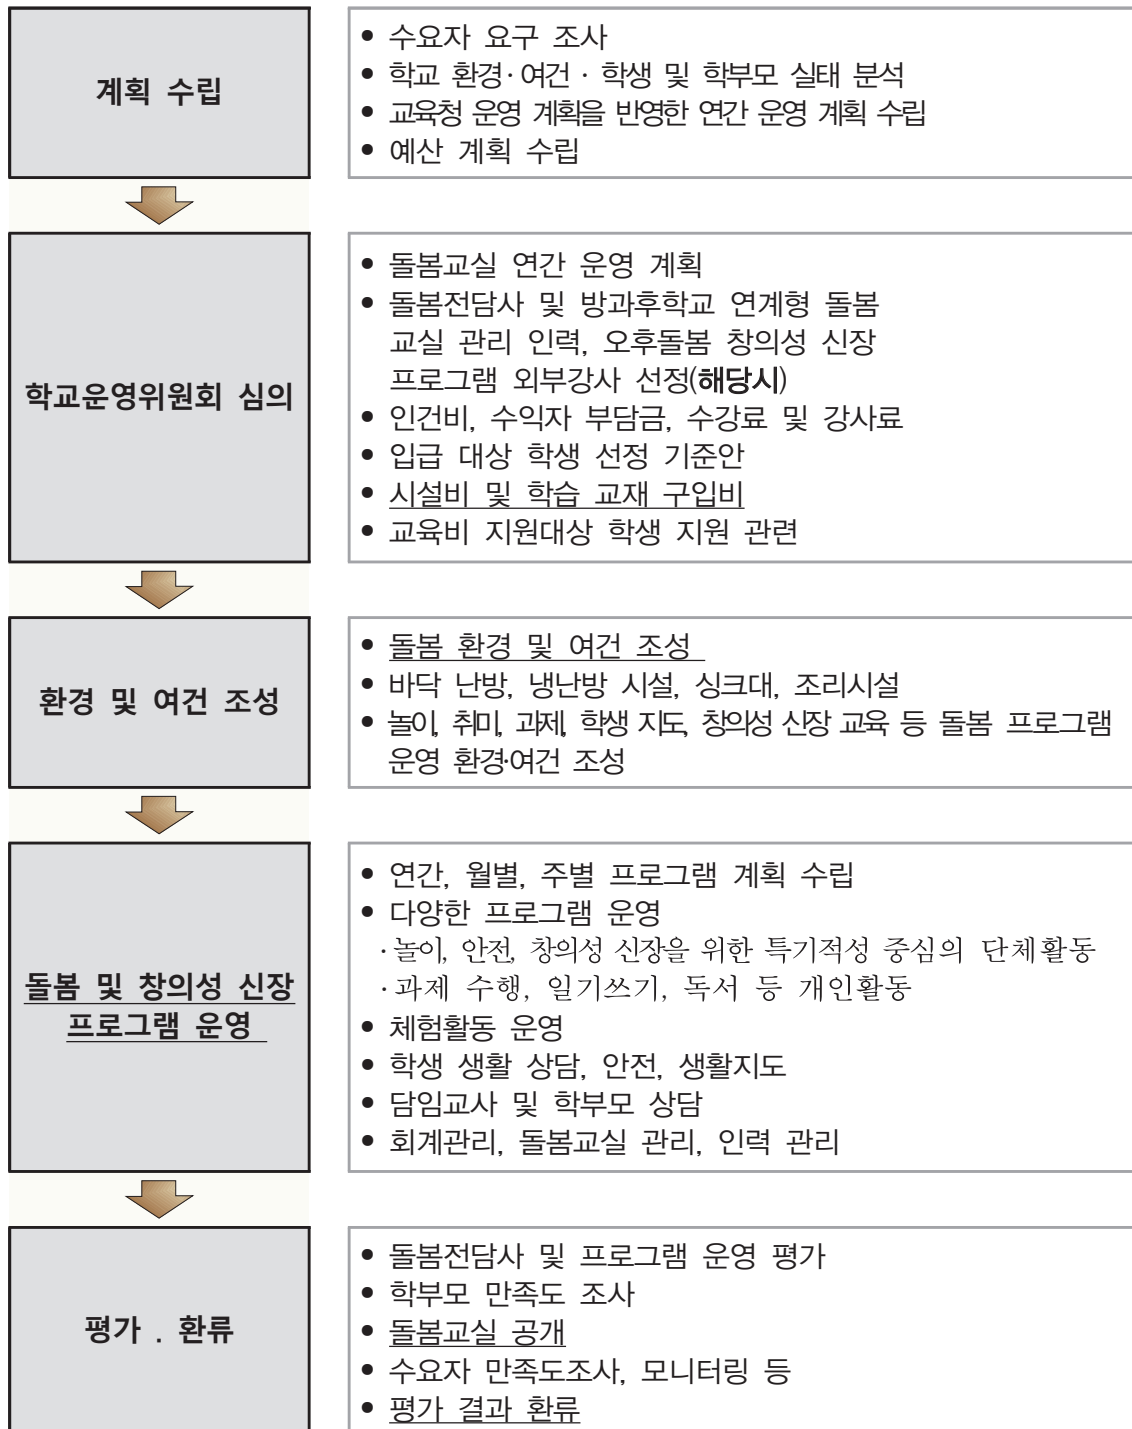 계획 수립
• 수요자 요구 조사
• 학교 환경·여건 · 학생 및 학부모 실태 분석
• 교육청 운영 계획을 반영한 연간 운영 계획 수립
• 예산 계획 수립
학교운영위원회 심의
• 돌봄교실 연간 운영 계획
• 돌봄전담사 및 방과후학교 연계형 돌봄
교실 관리 인력, 오후돌봄 창의성 신장
프로그램 외부강사 선정(해당시)
• 인건비, 수익자 부담금, 수강료 및 강사료
• 입급 대상 학생 선정 기준안
• 시설비 및 학습 교재 구입비
• 교육비 지원대상 학생 지원 관련
환경 및 여건 조성
• 돌봄 환경 및 여건 조성
• 바닥 난방, 냉난방 시설, 싱크대, 조리시설
• 놀이, 취미, 과제, 학생 지도, 창의성 신장 교육 등 돌봄 프로그램
운영 환경·여건 조성
돌봄 및 창의성 신장
프로그램 운영
• 연간, 월별, 주별 프로그램 계획 수립
• 다양한 프로그램 운영
·놀이, 안전, 창의성 신장을 위한 특기적성 중심의 단체활동
·과제 수행, 일기쓰기, 독서 등 개인활동
• 체험활동 운영
• 학생 생활 상담, 안전, 생활지도
• 담임교사 및 학부모 상담
• 회계관리, 돌봄교실 관리, 인력 관리
평가 . 환류
• 돌봄전담사 및 프로그램 운영 평가
• 학부모 만족도 조사
• 돌봄교실 공개
• 수요자 만족도조사, 모니터링 등
• 평가 결과 환류